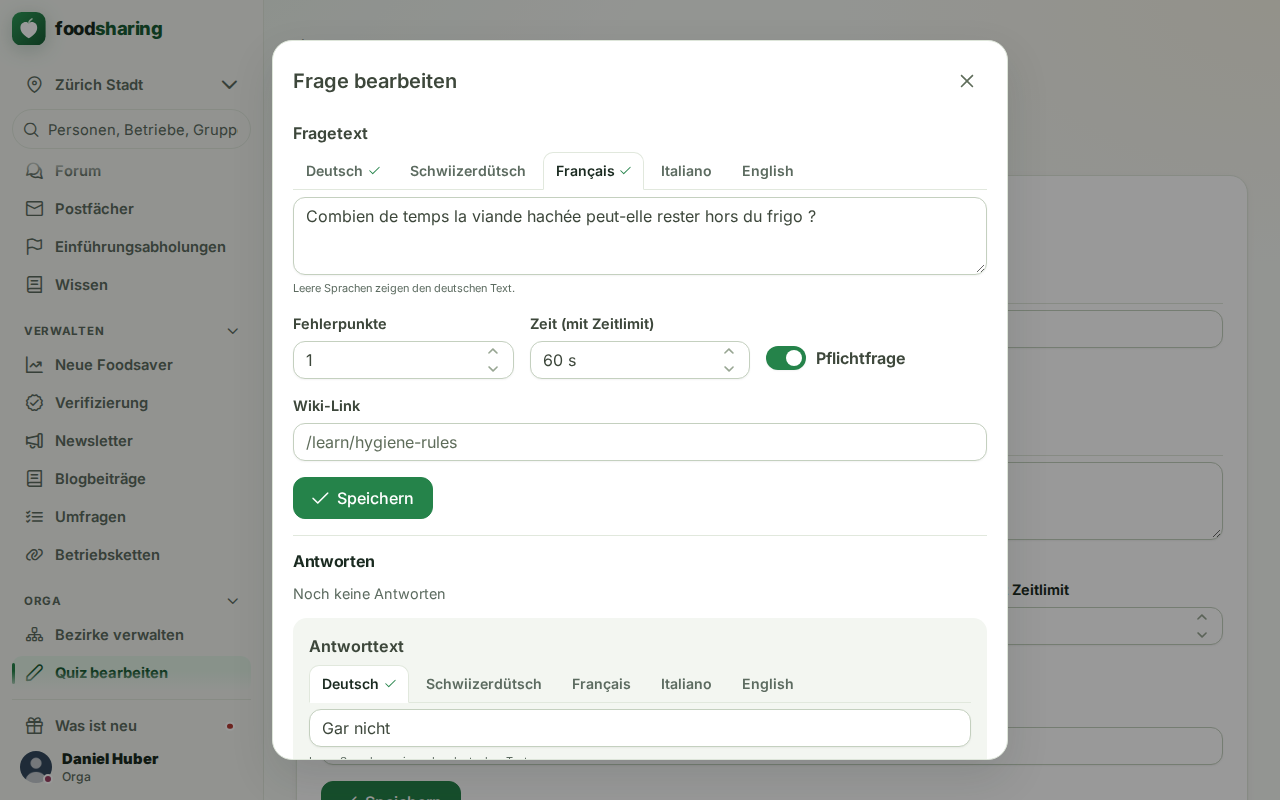 foodsharing
Zürich Stadt
Personen, Betriebe, Grupp
Forum
Postfächer
Einführungsabholungen
Wissen
VERWALTEN
Neue Foodsaver
Verifizierung
Newsletter
Blogbeiträge
Umfragen
Betriebsketten
ORGA
Bezirke verwalten
Quiz bearbeiten
Was ist neu
Daniel Huber
Orga
Frage bearbeiten
Fragetext
Deutsch Schwiizerdütsch Français Italiano English
Combien de temps la viande hachée peut-elle rester hors du frigo ?
Leere Sprachen zeigen den deutschen Text.
Fehlerpunkte Zeit (mit Zeitlimit)
1 60 s Pflichtfrage
Wiki-Link
/learn/hygiene-rules
Speichern
Antworten
Noch keine Antworten
Antworttext
Deutsch Schwiizerdütsch Français Italiano English
Gar nicht
Zeitlimit
Speichern